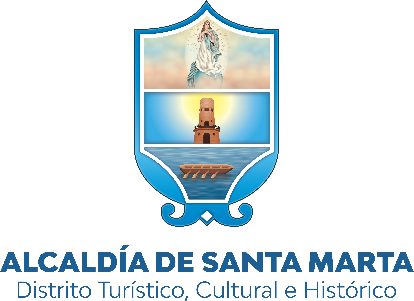 ALCALDÍA DE SANTA MARTA
Distrito Turístico, Cultural e Histórico